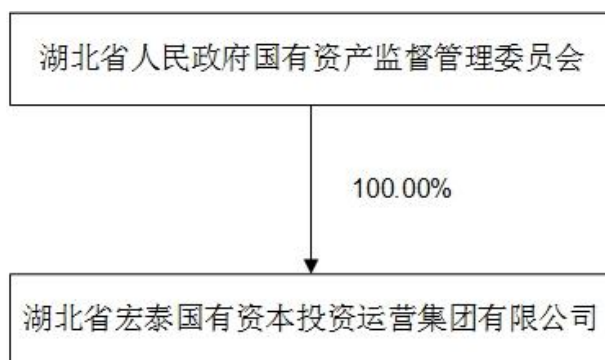 湖北省人民政府国有资产监督管理委员会
100.00%
湖北省宏泰国有资本投资运营集团有限公司